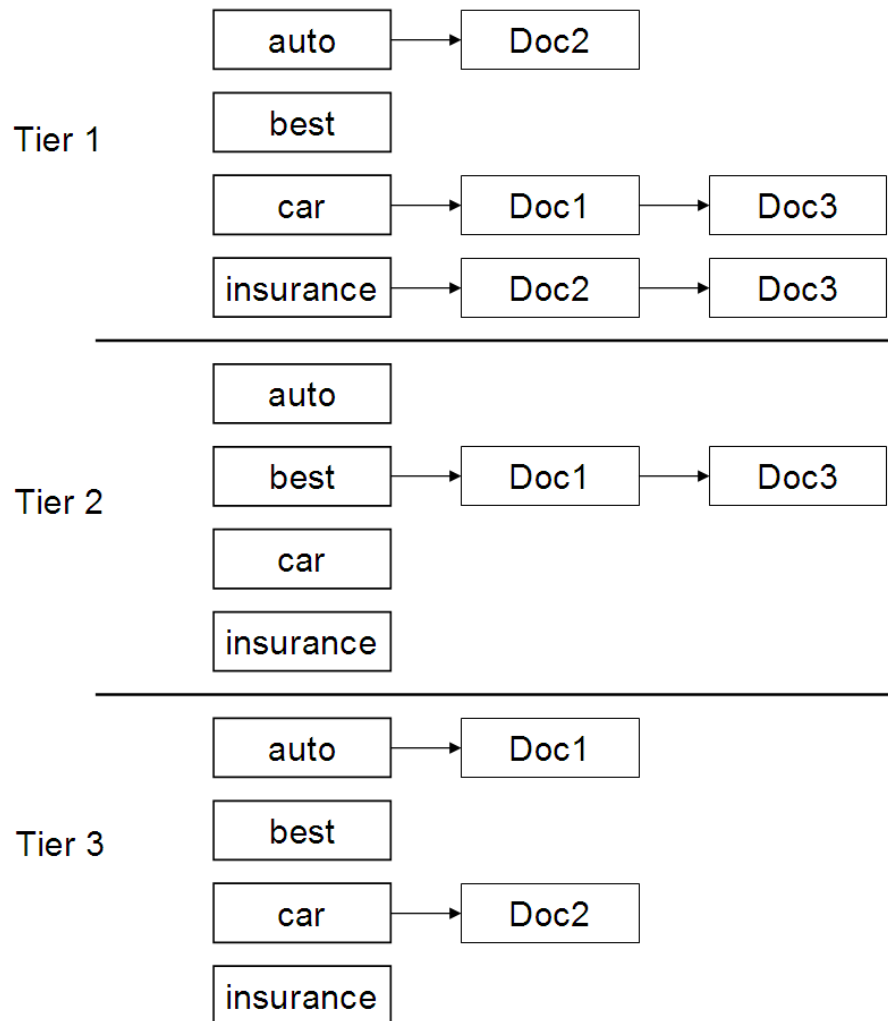 auto Doc2
Tier 1
best
car Doc1 Doc3
insurance Doc2 Doc3
auto
best Doc1 Doc3
Tier 2
car
insurance
auto Doc1
best
Tier 3
car Doc2
insurance